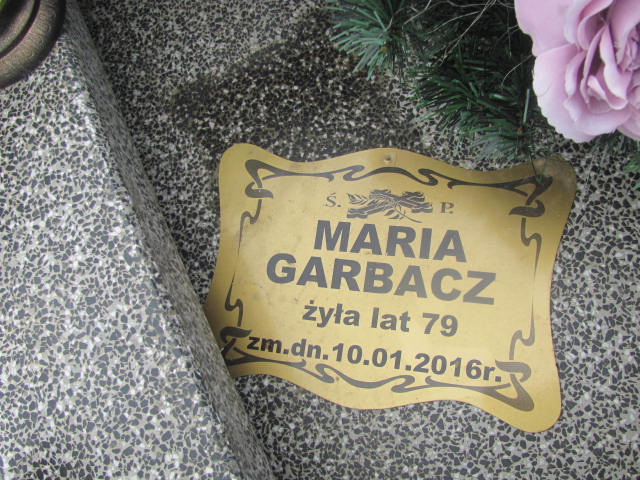 Ś. P.
MARIA
GARBACZ
żyła lat 79
zm.dn.10.01.2016r.